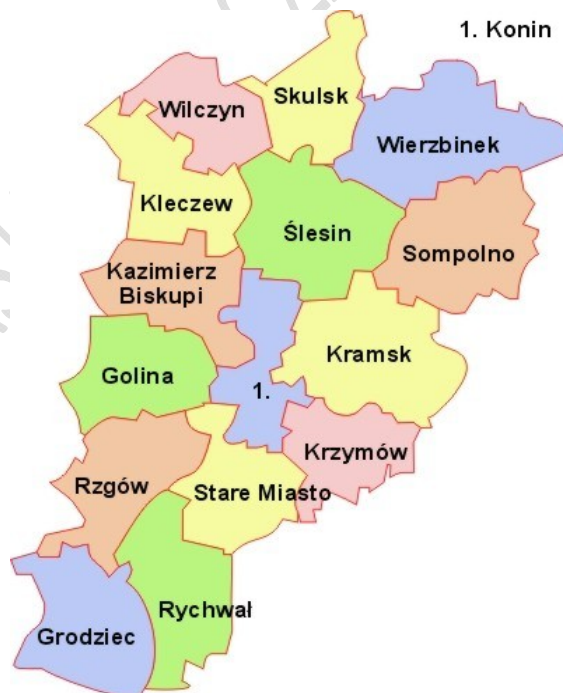 1. Konin
Skulsk
Wilczyn
Wierzbinek
Kleczew
Ślesin
Sompolno
Kazimierz
Biskupi
Kramsk
Golina
1.
Krzymów
Rzgów
Stare Miasto
Rychwał
Grodziec